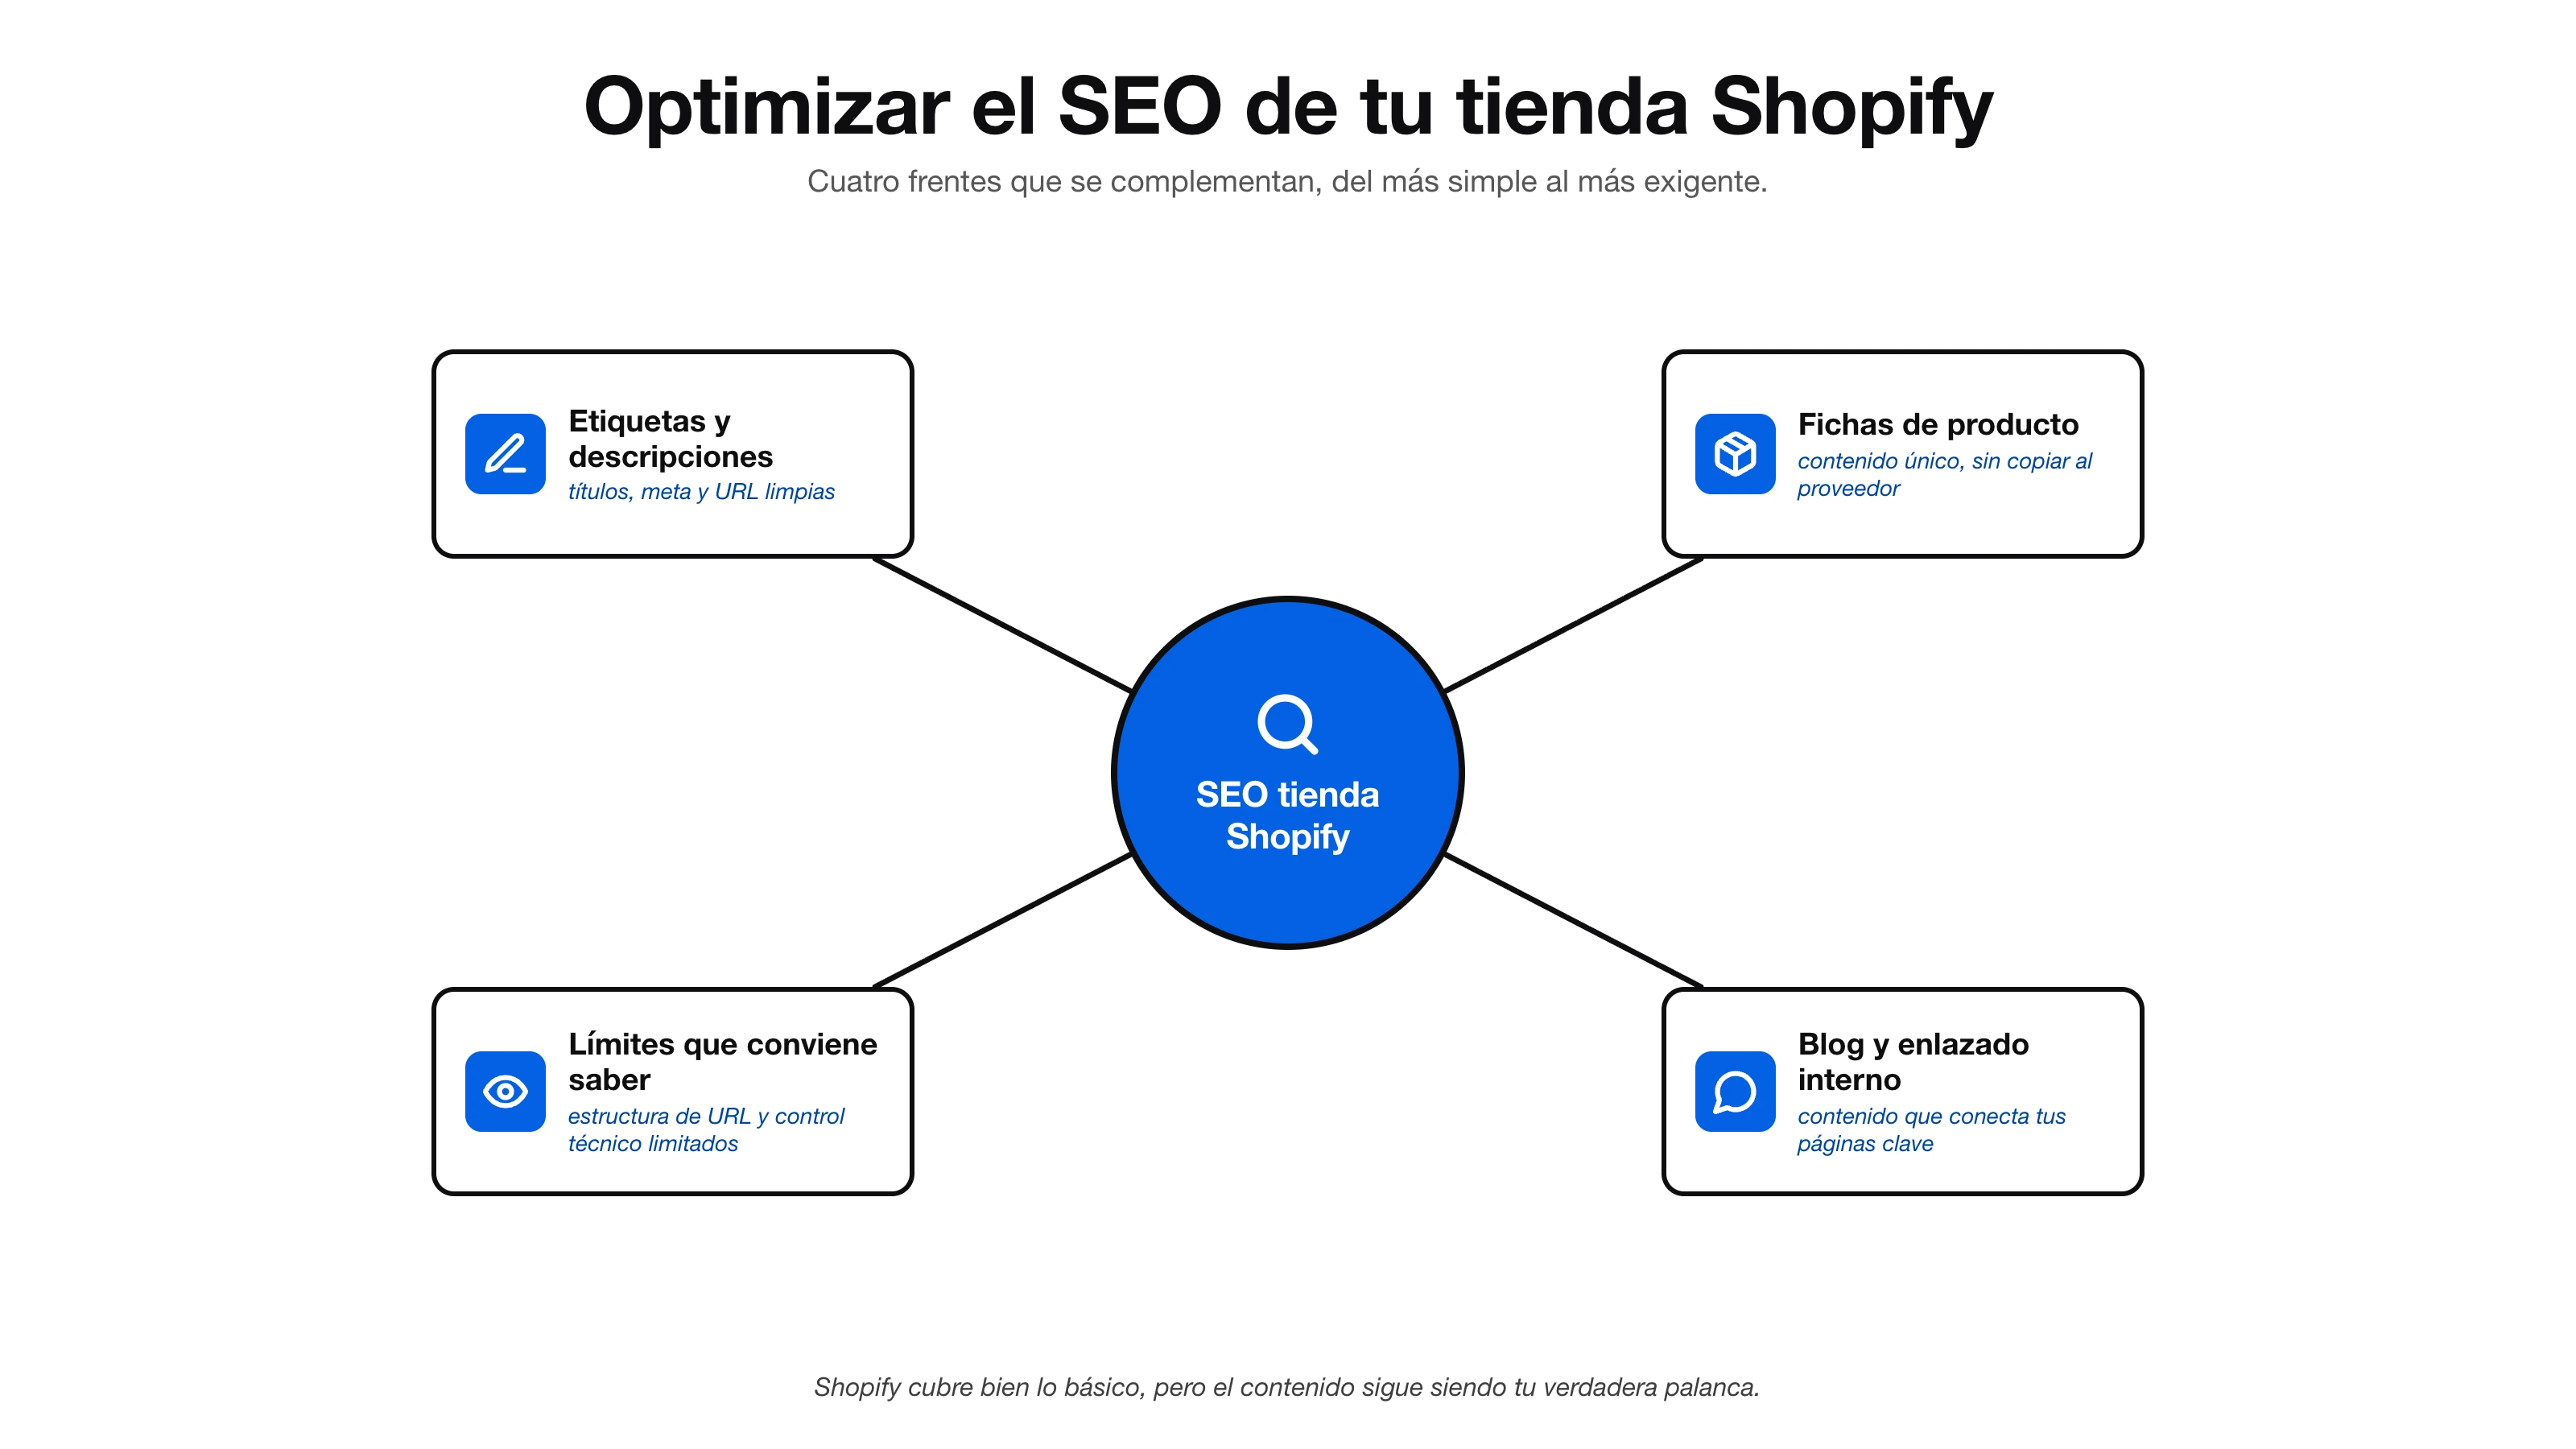 Optimizar el SEO de tu tienda Shopify
Cuatro frentes que se complementan, del más simple al más exigente.
Etiquetas y
descripciones
títulos, meta y URL limpias
Fichas de producto
contenido único, sin copiar al
proveedor
SEO tienda
Shopify
Límites que conviene
saber
estructura de URL y control
técnico limitados
Blog y enlazado
interno
contenido que conecta tus
páginas clave
Shopify cubre bien lo básico, pero el contenido sigue siendo tu verdadera palanca.